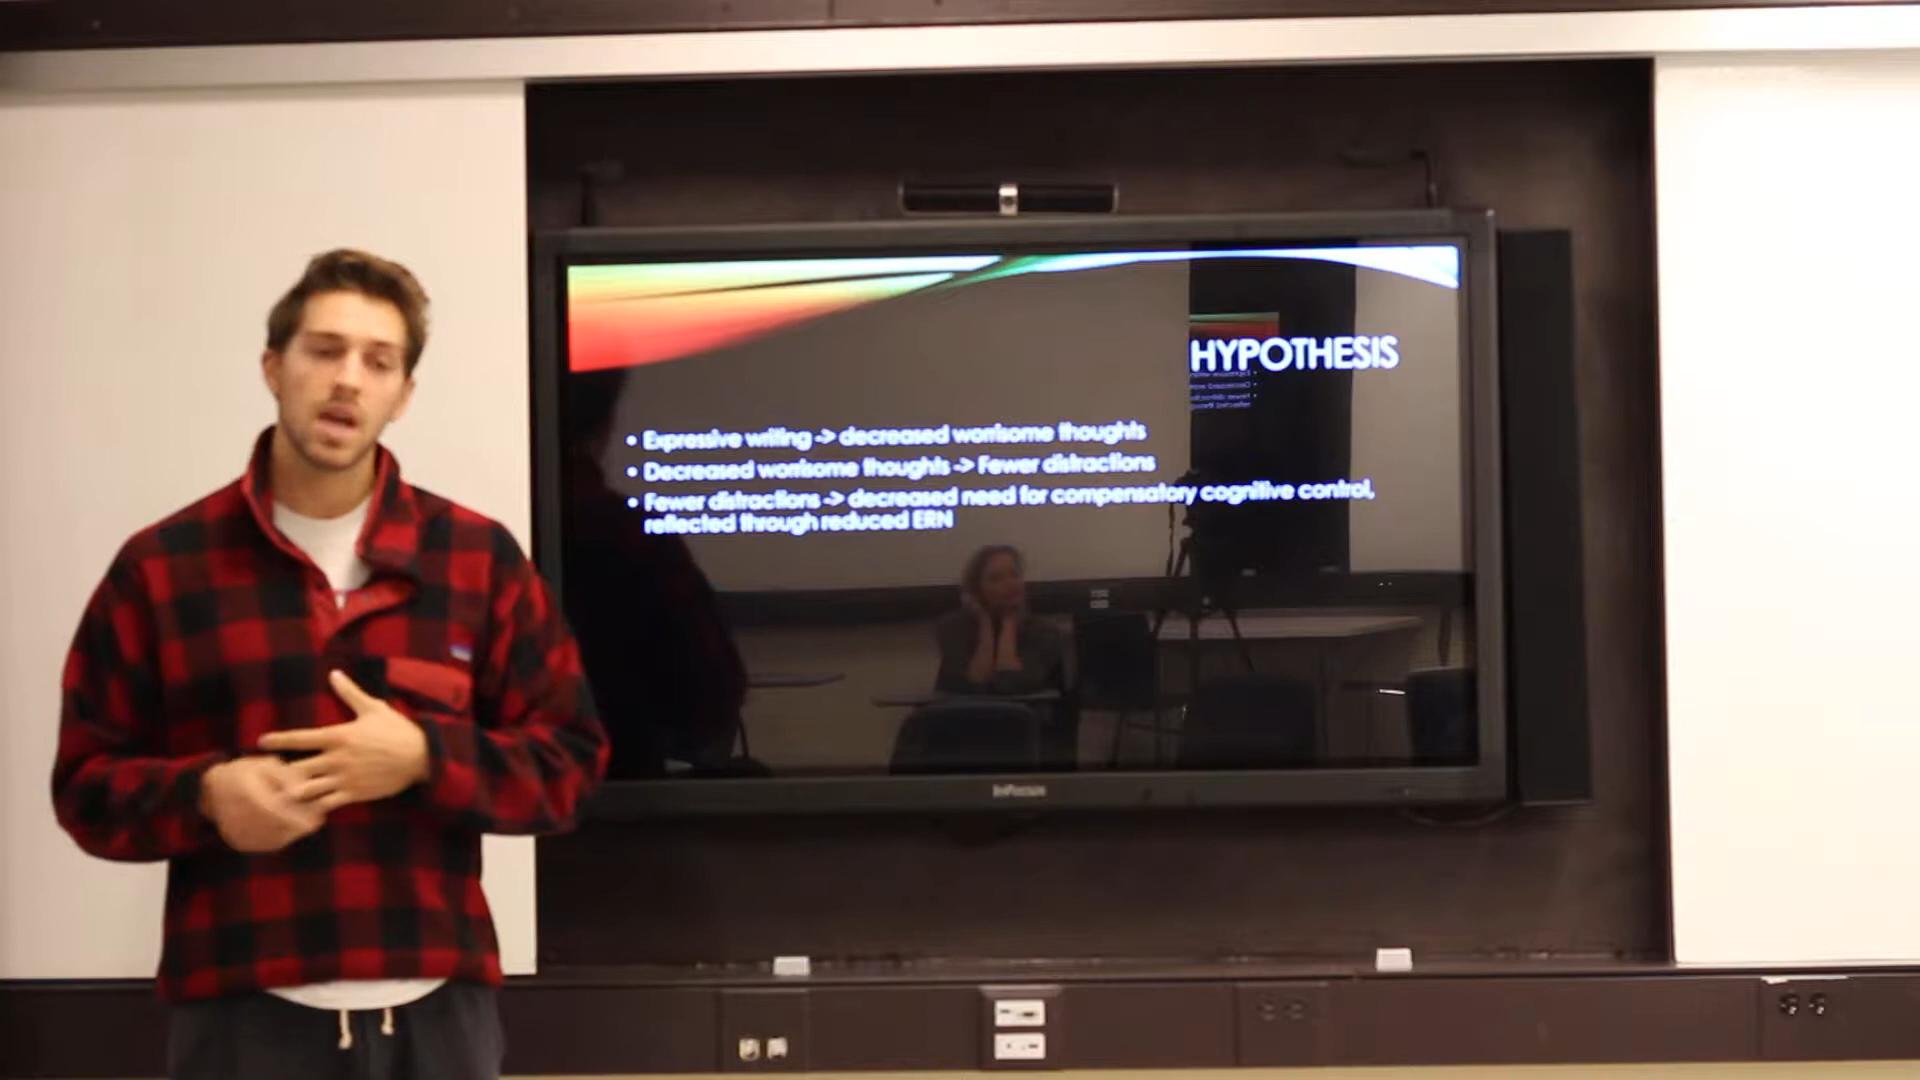 HYPOTHESIS
• Expressive writing -> decreased worrisome thoughts
• Decreased worrisome thoughts -> Fewer distractions
• Fewer distractions -> decreased need for compensatory cognitive control,
reflected through reduced ERN
InFocus